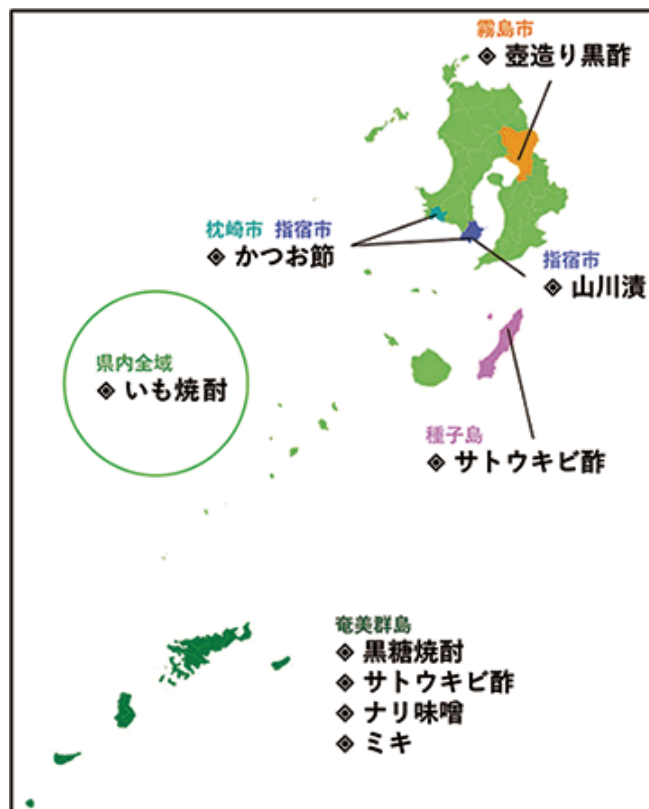 霧島市
◈ 壺造り黒酢
枕崎市 指宿市
◈ かつお節
指宿市
◈ 山川漬
県内全域
◈ いも焼酎
種子島
◈ サトウキビ酢
奄美群島
◈ 黒糖焼酎
◈ サトウキビ酢
◈ ナリ味噌
◈ ミキ